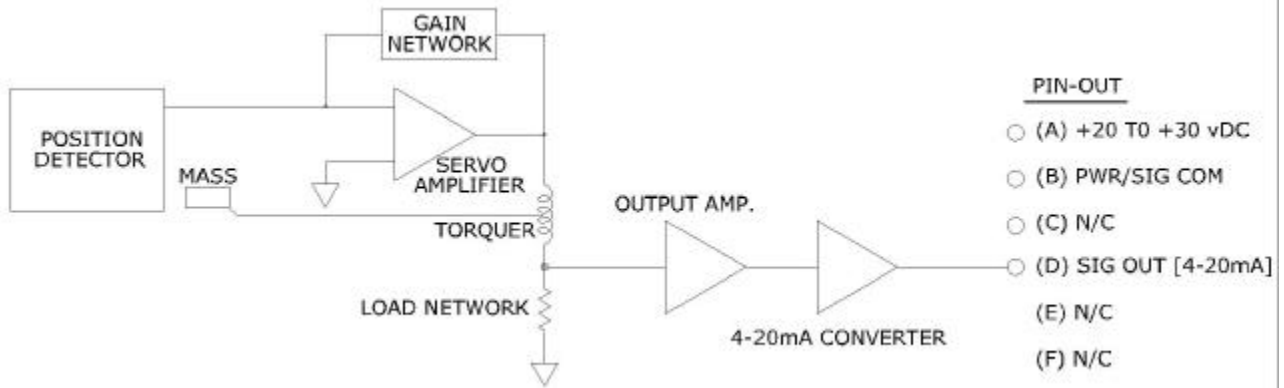 GAIN
NETWORK
POSITION
DETECTOR
MASS
SERVO
AMPLIFIER
TORQUER
LOAD NETWORK
OUTPUT AMP.
4-20mA CONVERTER
PIN-OUT
(A) +20 T0 +30 vDC
(B) PWR/SIG COM
(C) N/C
(D) SIG OUT [4-20mA]
(E) N/C
(F) N/C